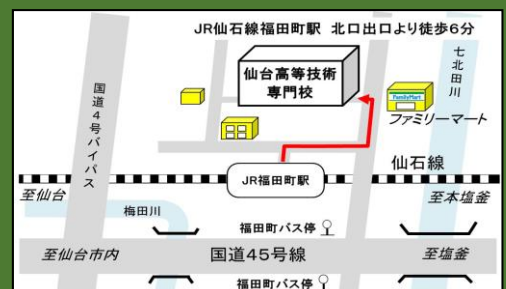 JR仙石線福田町駅 北口出口より徒歩6分
仙台高等技術
専門校
七北田川
国道4号バイパス
FamilyMart
ファミリーマート
仙石線
JR福田町駅
至仙台
至本塩釜
梅田川
福田町バス停
至仙台市内
国道45号線
至塩釜
福田町バス停